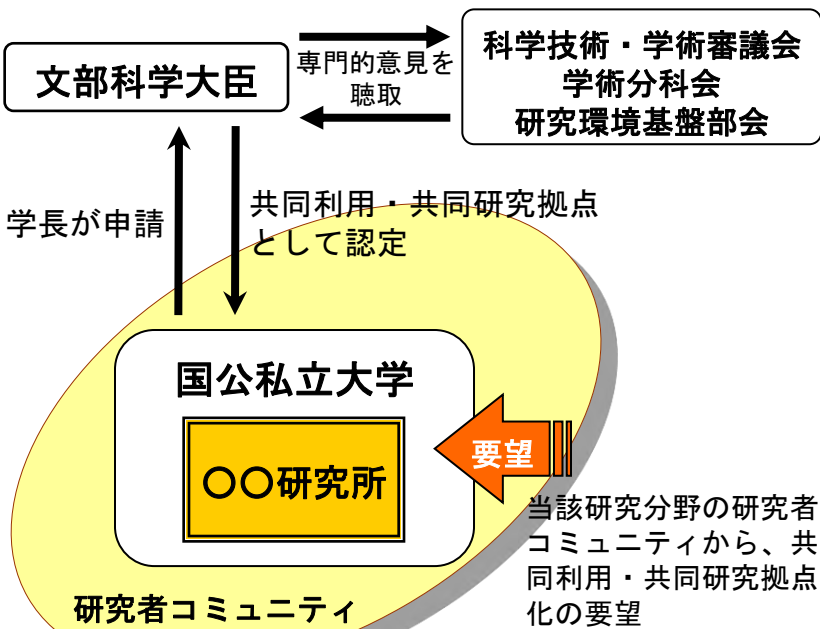 文部科学大臣
専門的意見を
聴取
科学技術・学術審議会
学術分科会
研究環境基盤部会
学長が申請
共同利用・共同研究拠点
として認定
国公私立大学
〇〇研究所
要望
当該研究分野の研究者
コミュニティから、共
同利用・共同研究拠点
化の要望
研究者コミュニティ